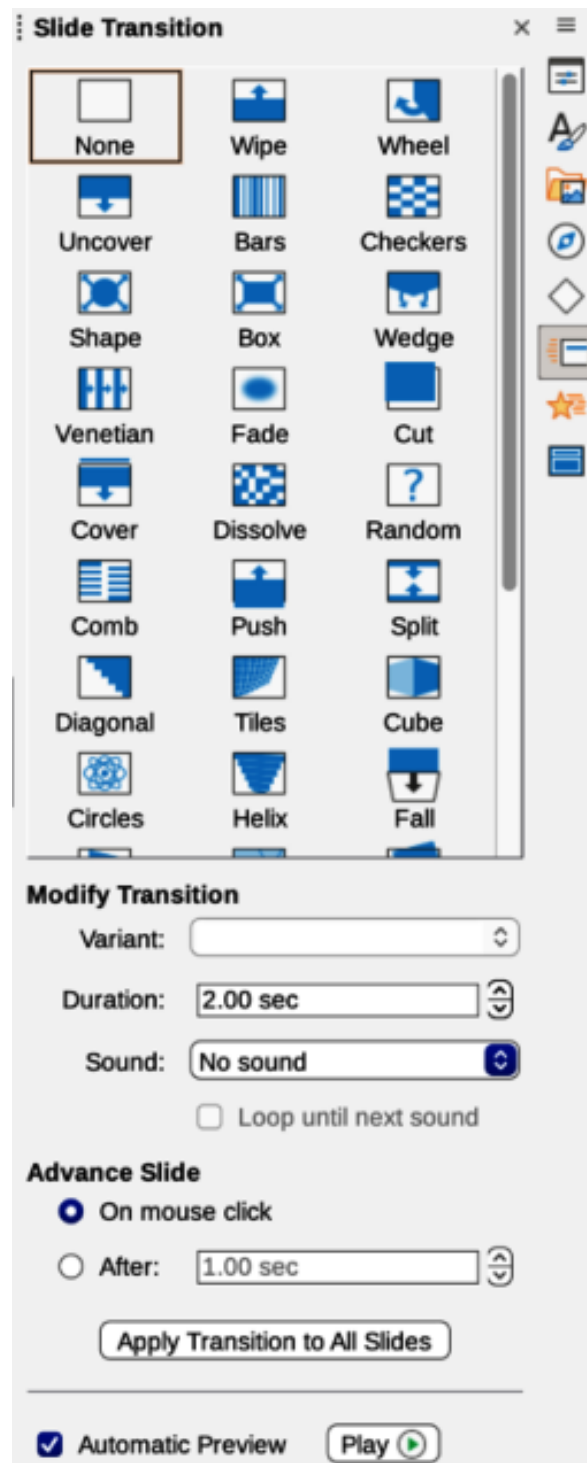 Slide Transition
None Wipe Wheel
Uncover Bars Checkers
Shape Box Wedge
Venetian Fade Cut
Cover Dissolve Random
Comb Push Split
Diagonal Tiles Cube
Circles Helix Fall
Modify Transition
Variant:
Duration: 2.00 sec
Sound: No sound
Loop until next sound
Advance Slide
On mouse click
After: 1.00 sec
Apply Transition to All Slides
Automatic Preview Play